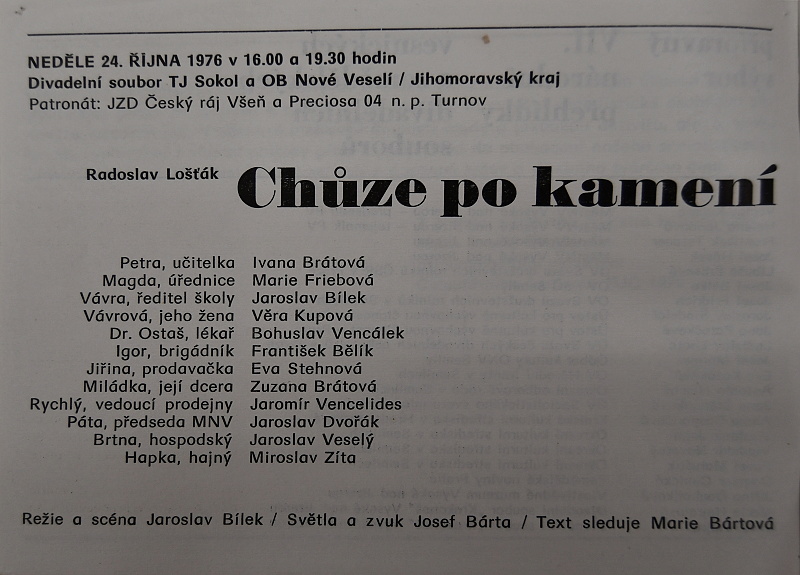 NEDĚLE 24. ŘÍJNA 1976 v 16.00 a 19.30 hodin
Divadelní soubor TJ Sokol a OB Nové Veselí / Jihomoravský kraj
Patronát: JZD Český ráj Všeň a Preciosa 04 n. p. Turnov
Radoslav Lošťák Chůze po kamení
Petra, učitelka Ivana Brátová
Magda, úřednice Marie Friebová
Vávra, ředitel školy Jaroslav Bílek
Vávrová, jeho žena Věra Kupová
Dr. Ostaš, lékař Bohuslav Vencálek
Igor, brigádník František Bělík
Jiřina, prodavačka Eva Stehnová
Miládka, její dcera Zuzana Brátová
Rychlý, vedoucí prodejny Jaromír Vencelides
Páta, předseda MNV Jaroslav Dvořák
Brtna, hospodský Jaroslav Veselý
Hapka, hajný Miroslav Zíta
Režie a scéna Jaroslav Bílek / Světla a zvuk Josef Bárta / Text sleduje Marie Bártová